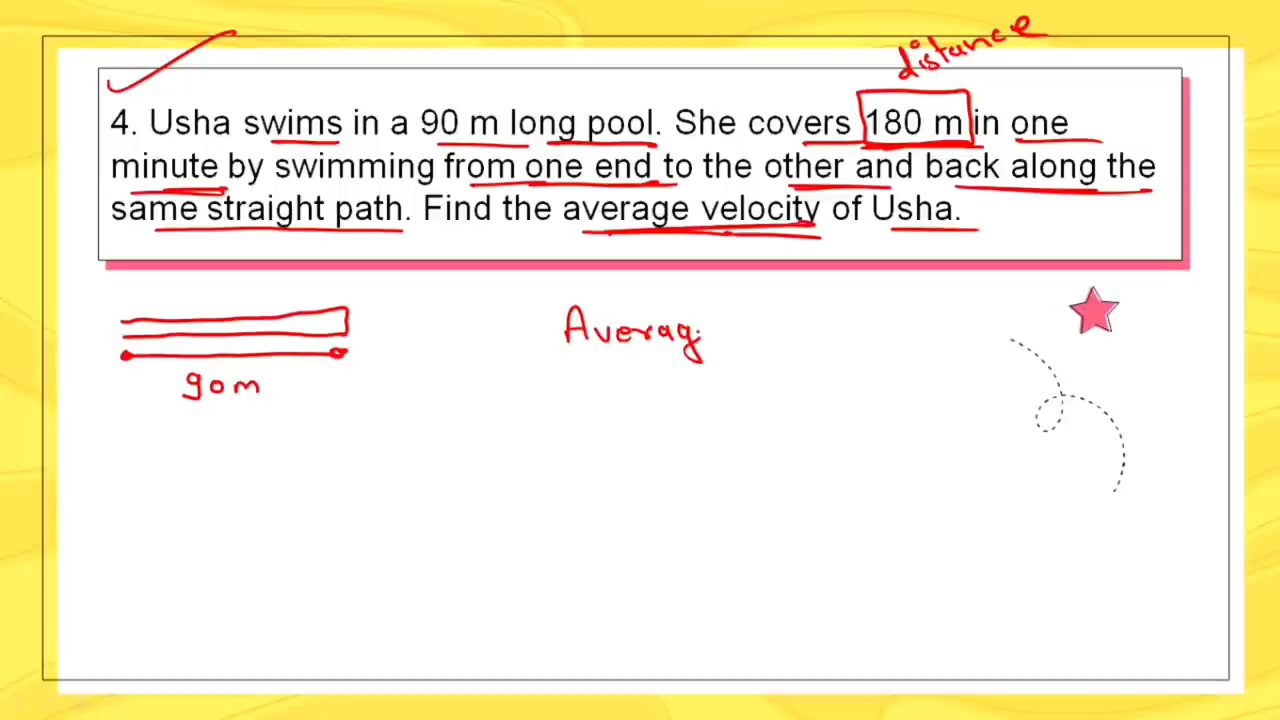 distance
4. Usha swims in a 90 m long pool. She covers 180 m in one
minute by swimming from one end to the other and back along the
same straight path. Find the average velocity of Usha.
Averag
90m